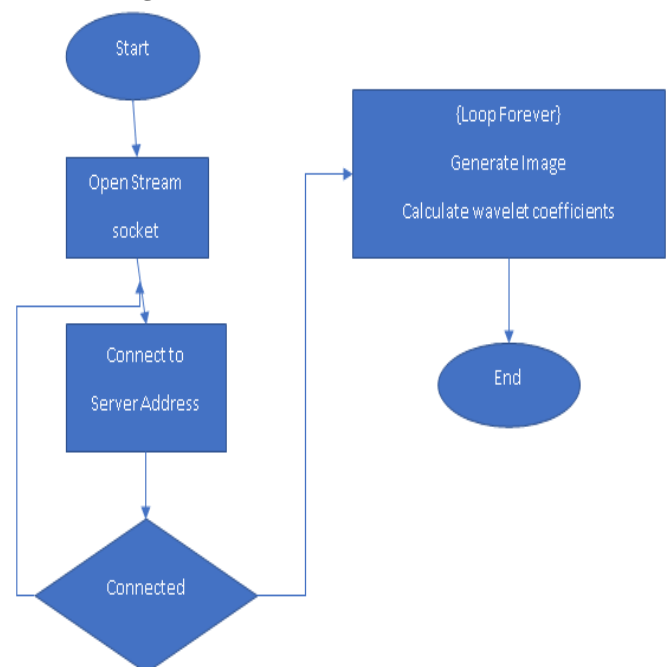 Start
Open Stream
socket
Connect to
Server Address
Connected
{Loop Forever}
Generate Image
Calculate wavelet coefficients
End